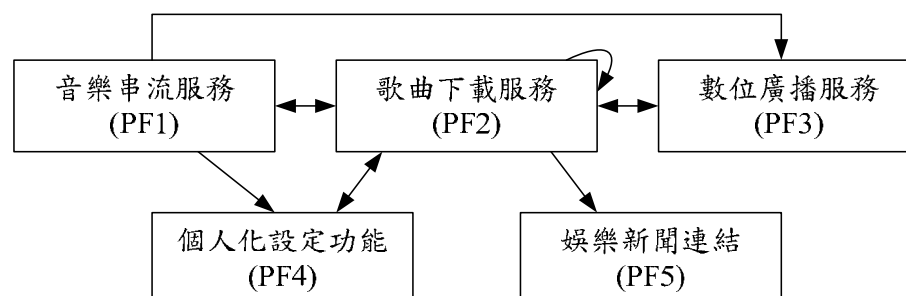 音樂串流服務
(PF1)
歌曲下載服務
(PF2)
數位廣播服務
(PF3)
個人化設定功能
(PF4)
娛樂新聞連結
(PF5)